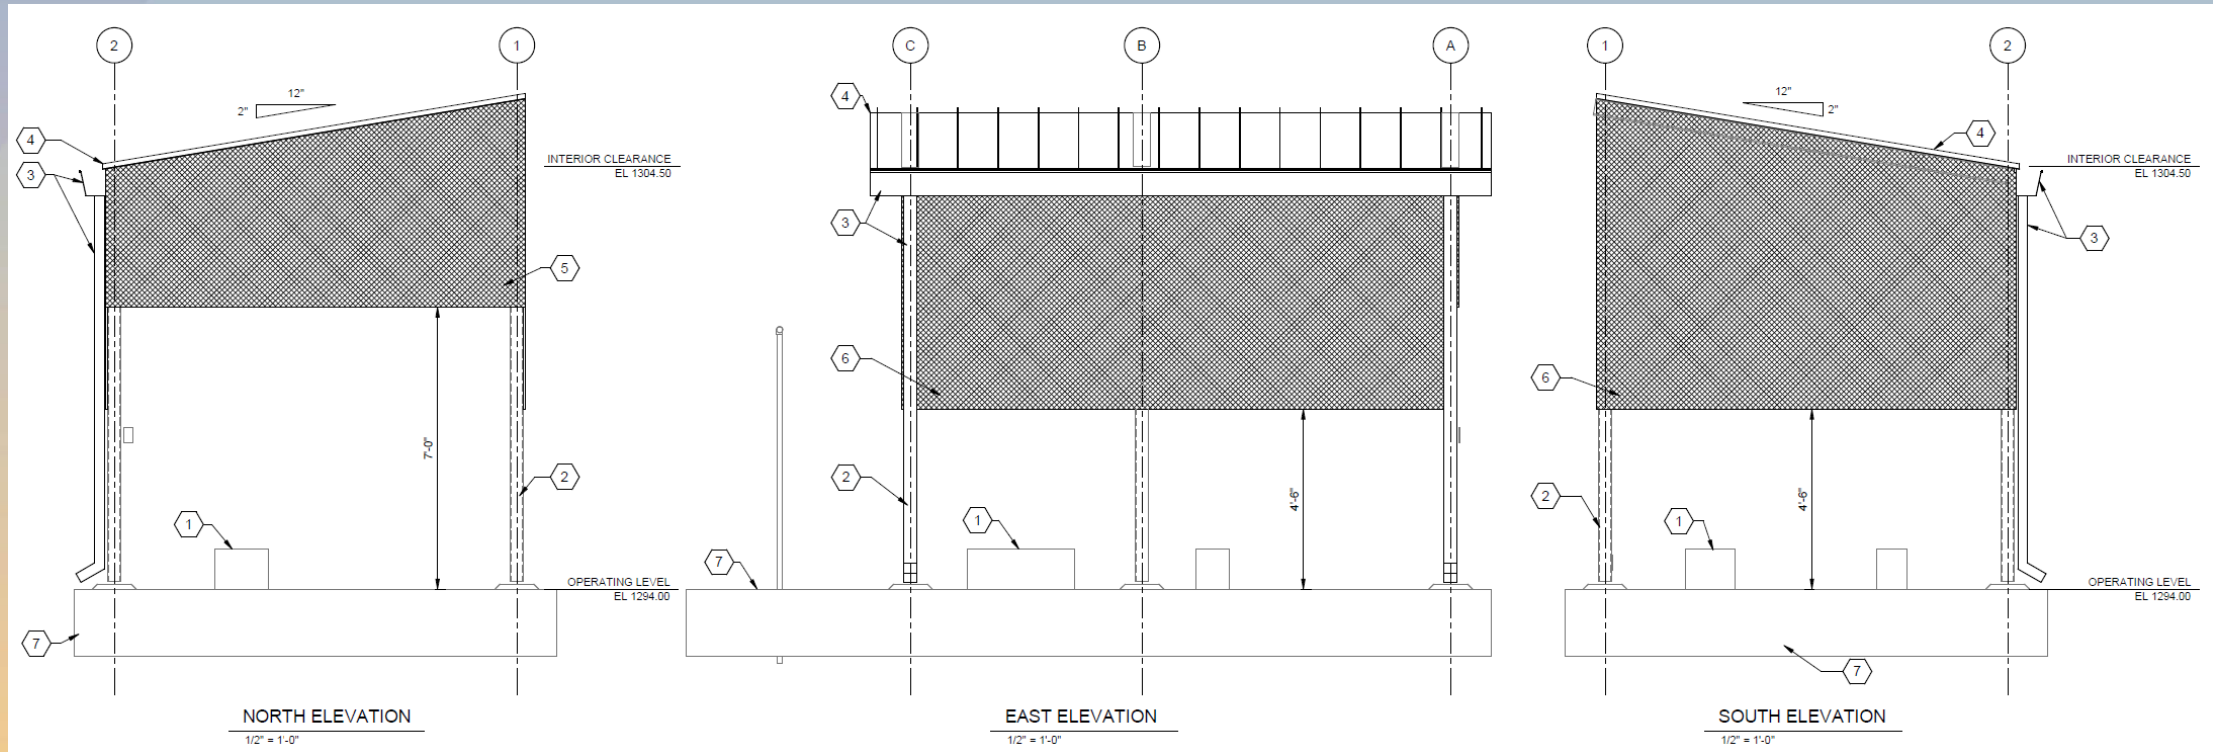 2
1
12"
2"
4
3
INTERIOR CLEARANCE
EL 1304.50
5
7'-0"
2
1
OPERATING LEVEL
EL 1294.00
7
NORTH ELEVATION
1/2" = 1'-0"
C
B
A
4
3
6
2
4'-6"
1
7
EAST ELEVATION
1/2" = 1'-0"
1
2
12"
2"
4
INTERIOR CLEARANCE
EL 1304.50
3
6
2
4'-6"
1
OPERATING LEVEL
EL 1294.00
7
SOUTH ELEVATION
1/2" = 1'-0"